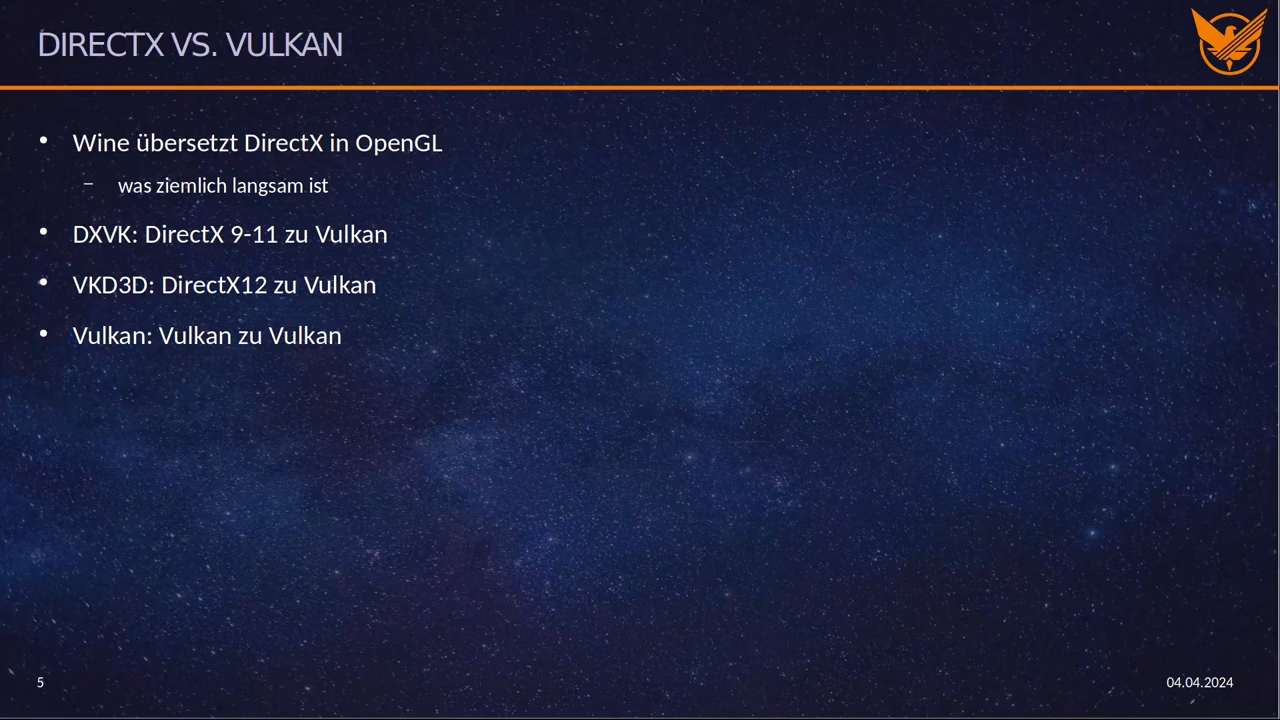 DIRECTX VS. VULKAN
• Wine übersetzt DirectX in OpenGL
– was ziemlich langsam ist
• DXVK: DirectX 9-11 zu Vulkan
• VKD3D: DirectX12 zu Vulkan
• Vulkan: Vulkan zu Vulkan
5
04.04.2024